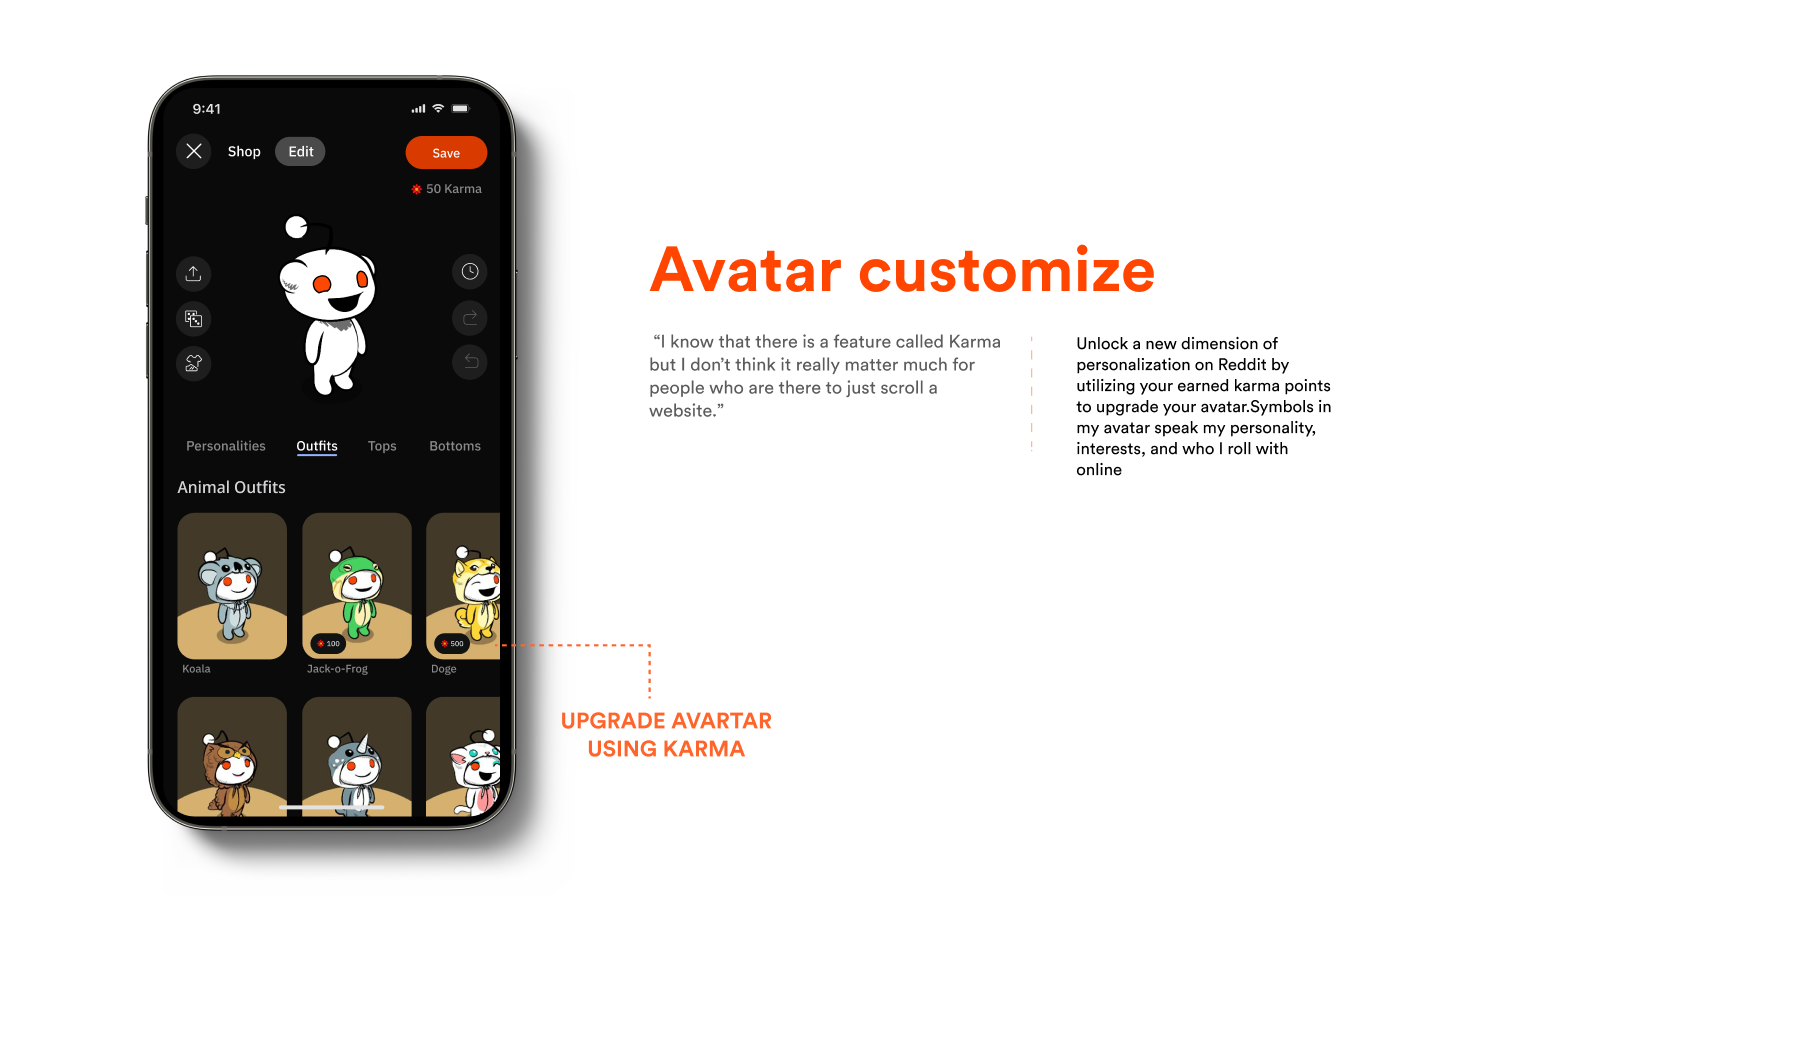 9:41
Shop
Edit
Save
50 Karma
Personalities
Outfits
Tops
Bottoms
Animal Outfits
100
500
Koala
Jack-o-Frog
Doge
Avatar customize
“I know that there is a feature called Karma
but I don’t think it really matter much for
people who are there to just scroll a
website.”
Unlock a new dimension of
personalization on Reddit by
utilizing your earned karma points
to upgrade your avatar.Symbols in
my avatar speak my personality,
interests, and who I roll with
online
UPGRADE AVARTAR
USING KARMA